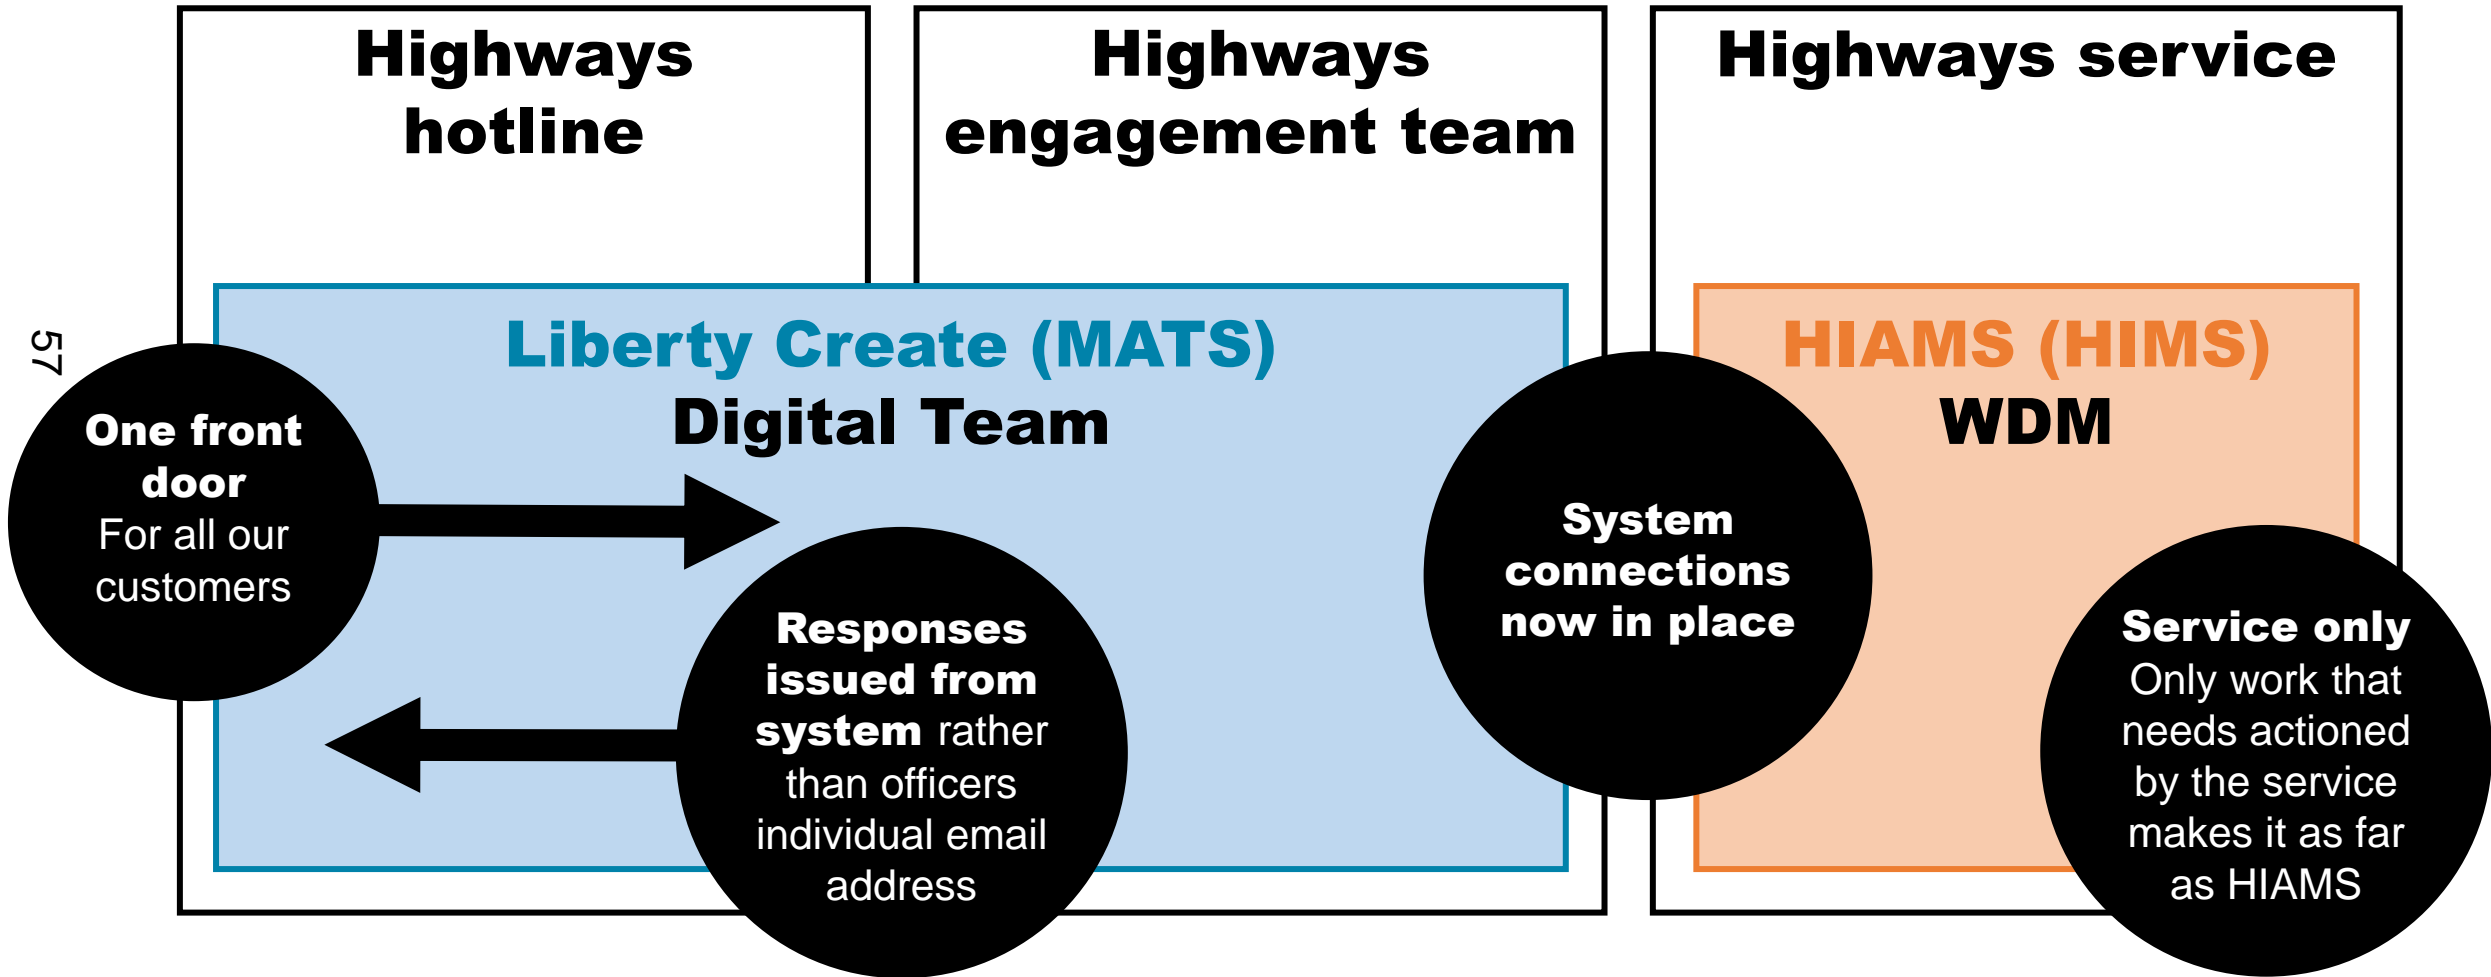 Highways
hotline
Highways
engagement team
Highways service
57
Liberty Create (MATS)
Digital Team
HIAMS (HIMS)
WDM
One front
door
For all our
customers
Responses
issued from
system rather
than officers
individual email
address
System
connections
now in place
Service only
Only work that
needs actioned
by the service
makes it as far
as HIAMS